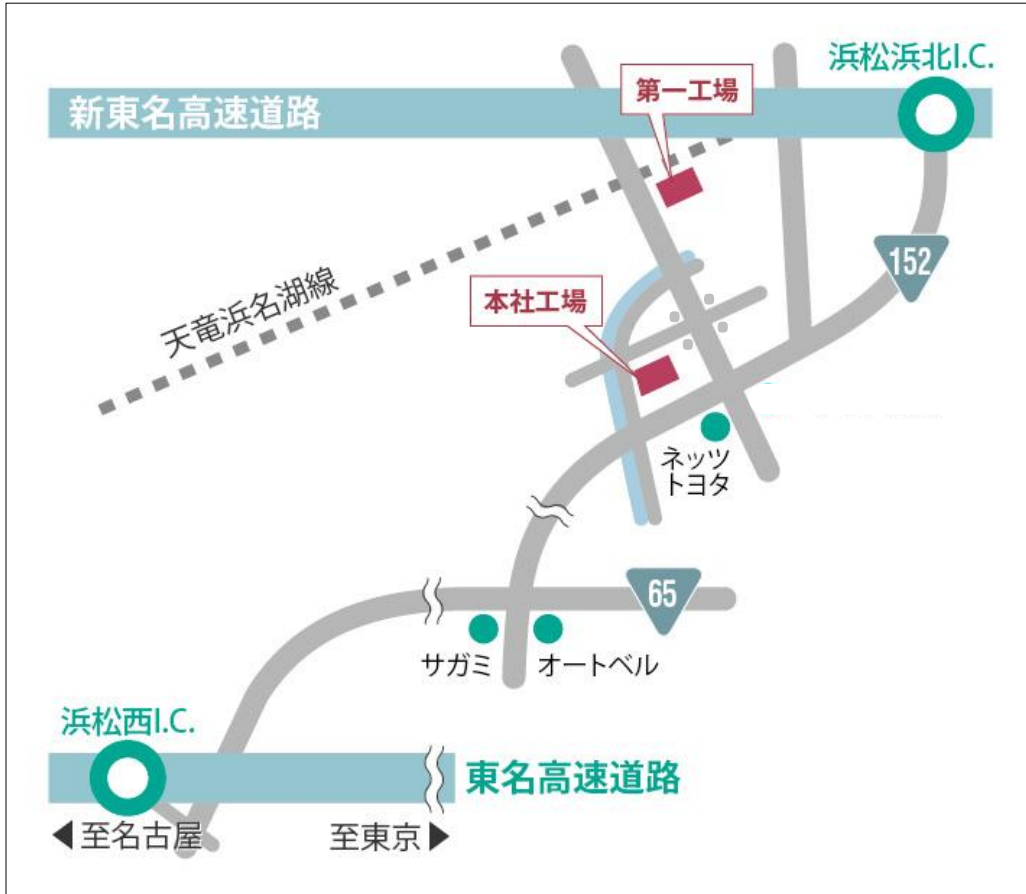 浜松浜北I.C.
第一工場
新東名高速道路
152
天竜浜名湖線
本社工場
ネッツ
トヨタ
65
サガミ
オートベル
浜松西I.C.
東名高速道路
◀至名古屋
至東京▶